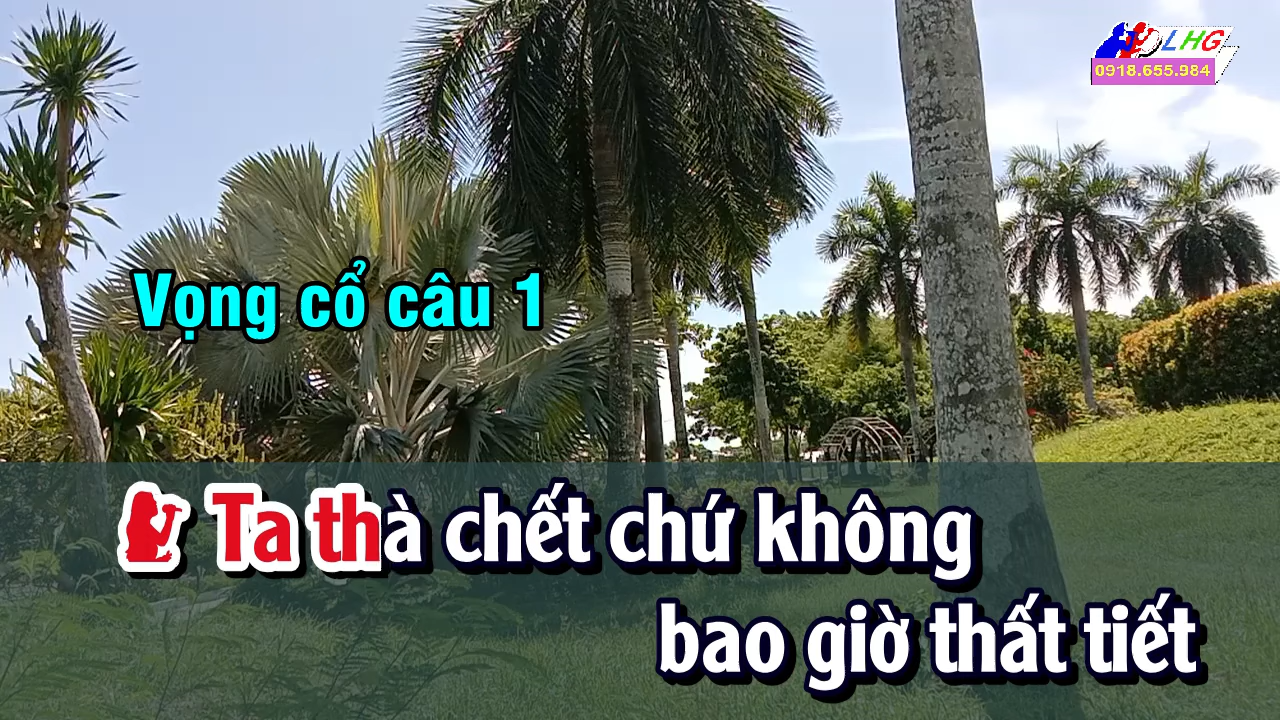 LHG
0918.655.984
Vọng cổ câu 1
Ta thà chết chứ không
bao giờ thất tiết